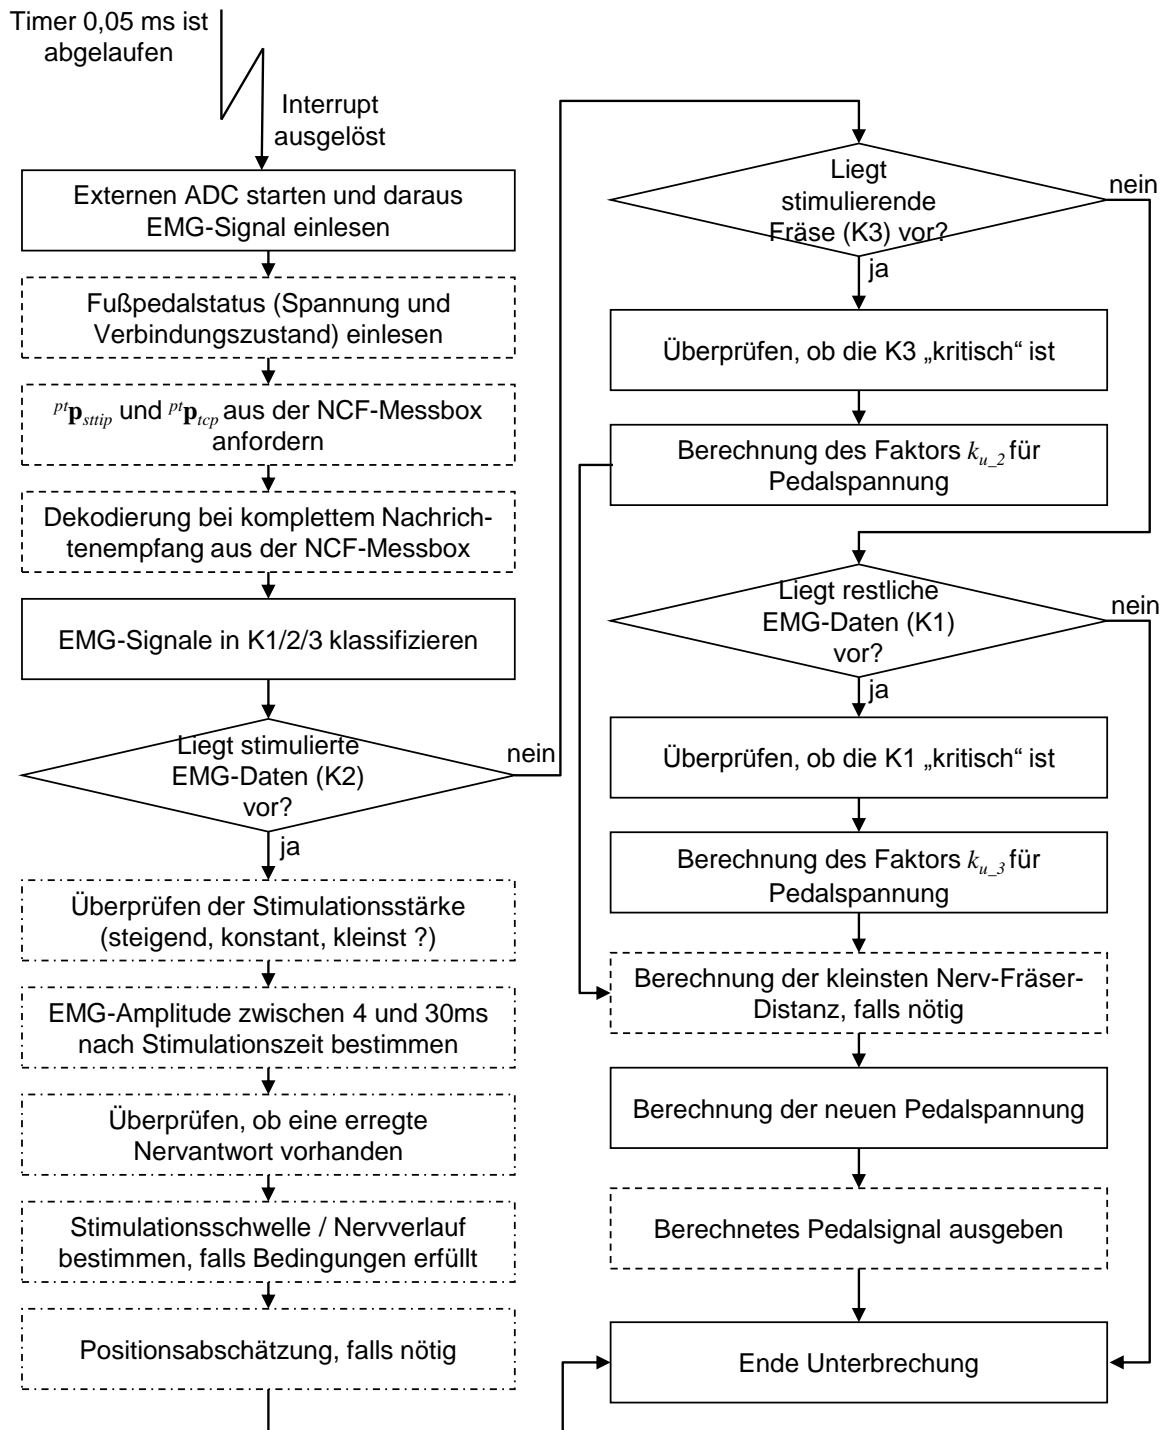 Timer 0,05 ms ist
abgelaufen
Interrupt
ausgelöst
Externen ADC starten und daraus
EMG-Signal einlesen
Fußpedalstatus (Spannung und
Verbindungszustand) einlesen
ᵖᵗp_sttip und ᵖᵗp_tcp aus der NCF-Messbox
anfordern
Dekodierung bei komplettem Nachrich-
tenempfang aus der NCF-Messbox
EMG-Signale in K1/2/3 klassifizieren
Liegt stimulierte
EMG-Daten (K2)
vor?
nein
ja
Überprüfen der Stimulationsstärke
(steigend, konstant, kleinst ?)
EMG-Amplitude zwischen 4 und 30ms
nach Stimulationszeit bestimmen
Überprüfen, ob eine erregte
Nervantwort vorhanden
Stimulationsschwelle / Nervverlauf
bestimmen, falls Bedingungen erfüllt
Positionsabschätzung, falls nötig
Liegt
stimulierende
Fräse (K3) vor?
nein
ja
Überprüfen, ob die K3 „kritisch“ ist
Berechnung des Faktors k_u_2 für
Pedalspannung
Liegt restliche
EMG-Daten (K1)
vor?
nein
ja
Überprüfen, ob die K1 „kritisch“ ist
Berechnung des Faktors k_u_3 für
Pedalspannung
Berechnung der kleinsten Nerv-Fräser-
Distanz, falls nötig
Berechnung der neuen Pedalspannung
Berechnetes Pedalsignal ausgeben
Ende Unterbrechung